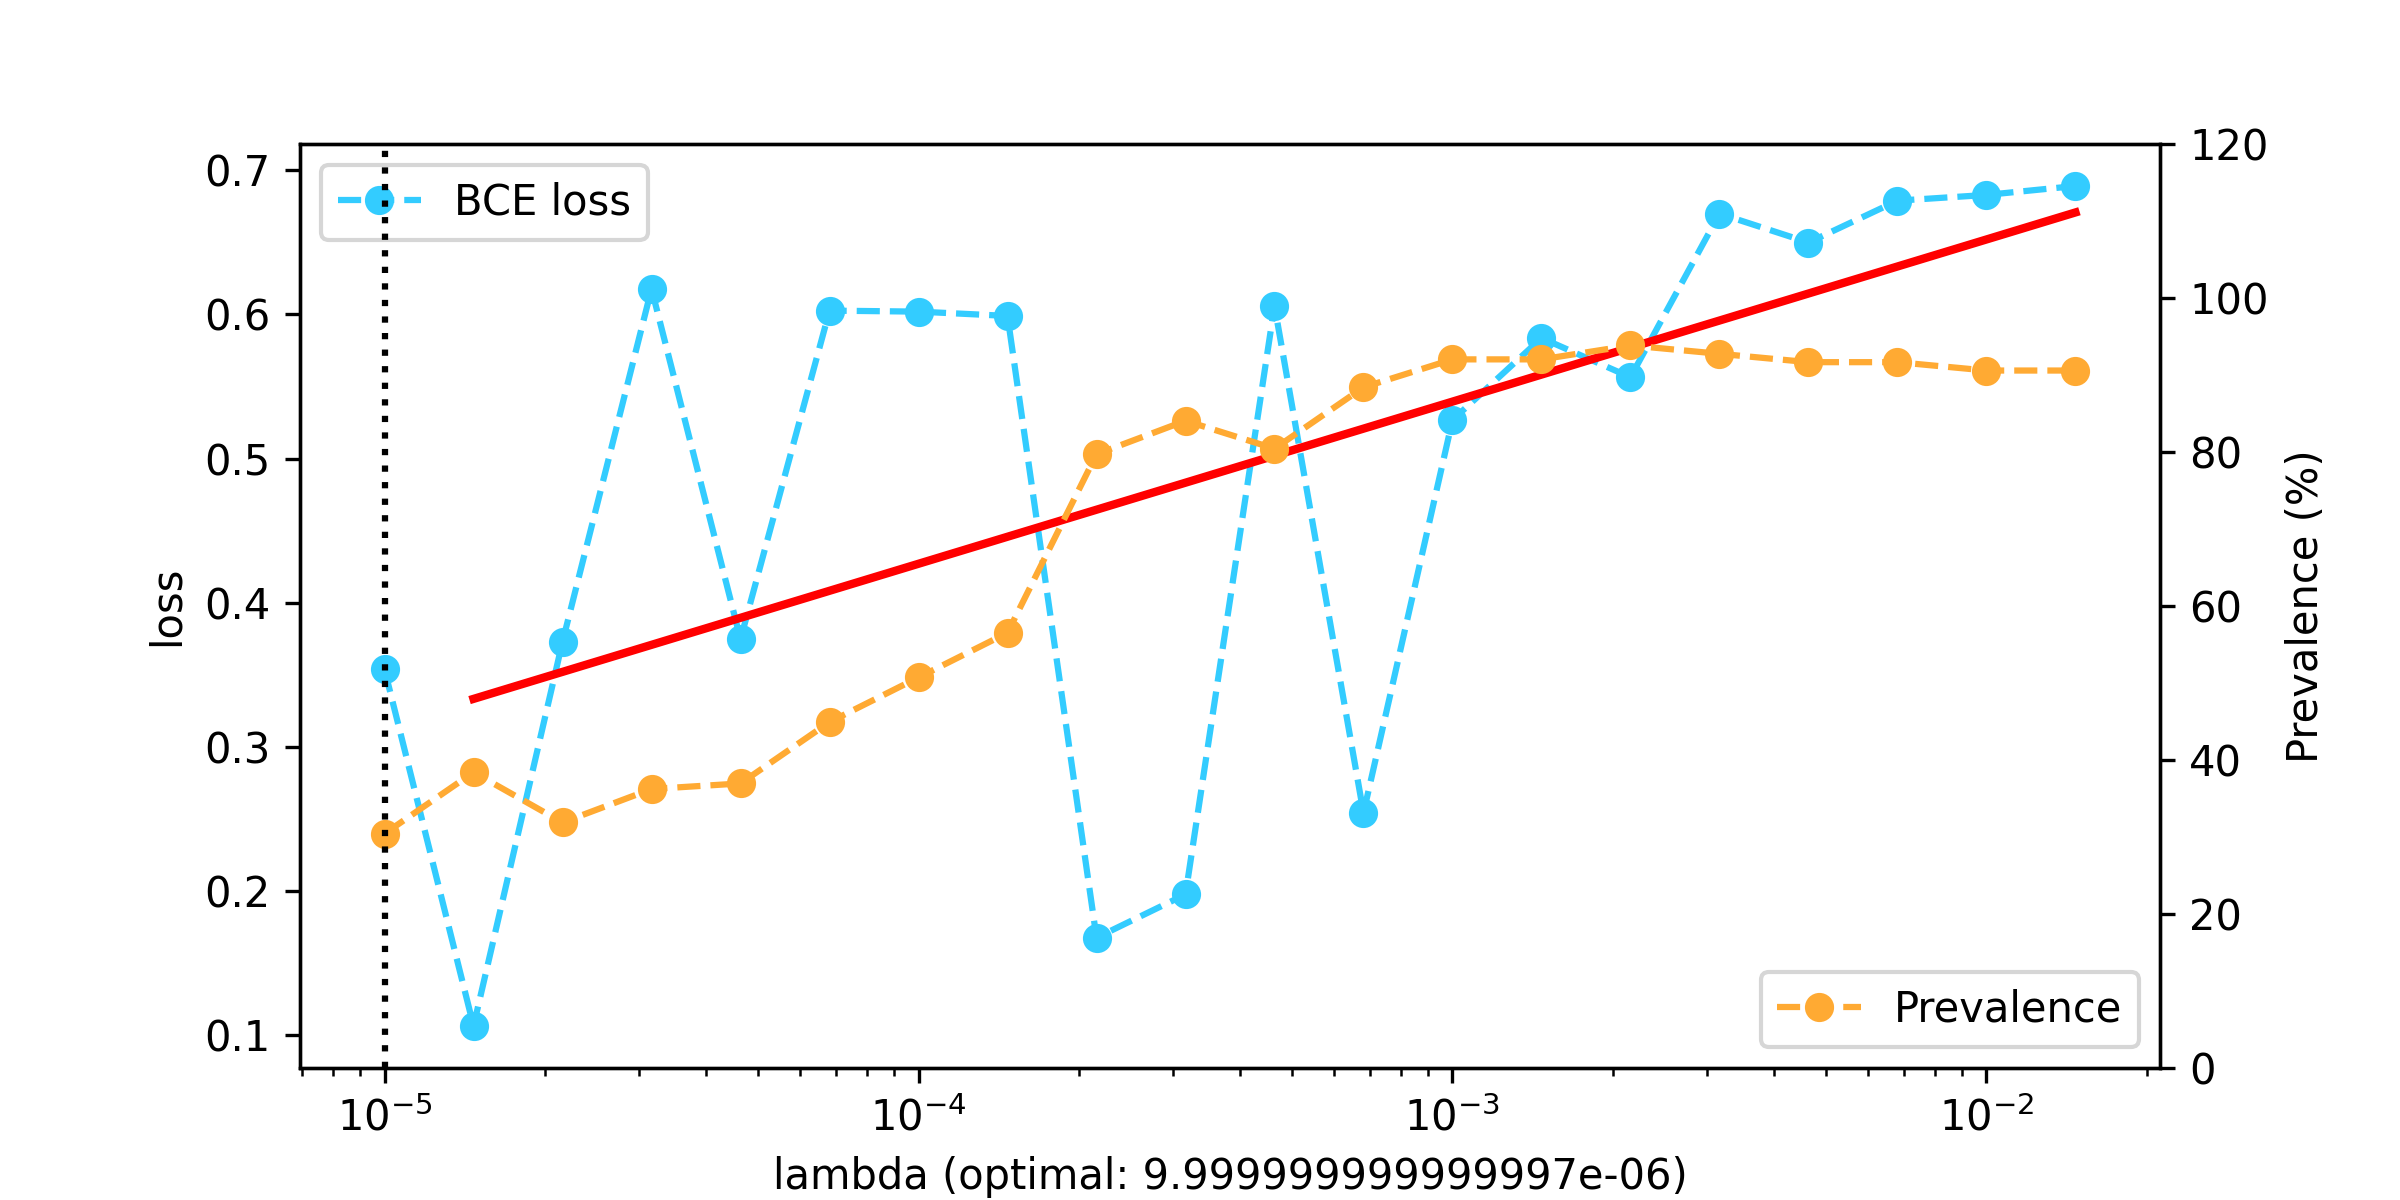 BCE loss
0.7
0.6
0.5
0.4
0.3
0.2
0.1
loss
120
100
80
60
40
20
0
Prevalence (%)
Prevalence
10⁻⁵ 10⁻⁴ 10⁻³ 10⁻²
lambda (optimal: 9.999999999999997e-06)